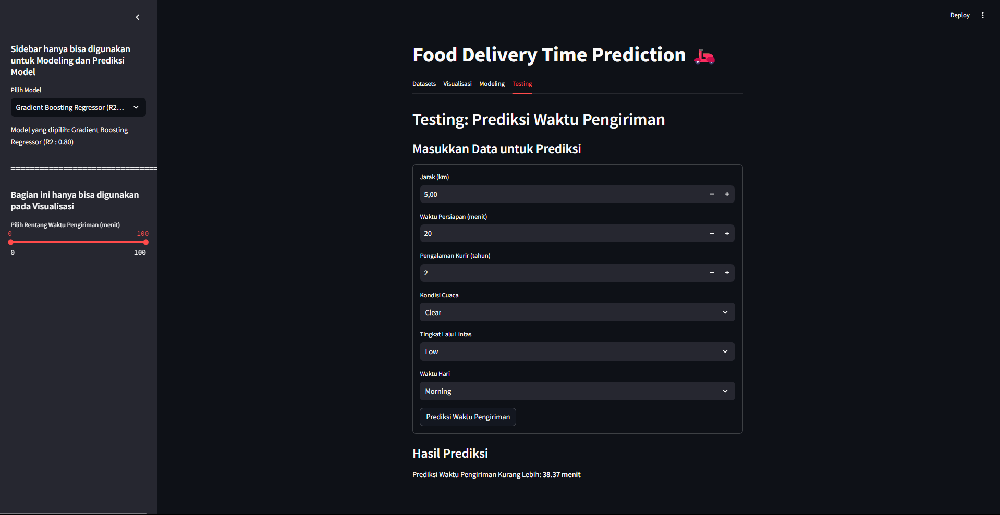 Sidebar hanya bisa digunakan
untuk Modeling dan Prediksi
Model
Pilih Model
Gradient Boosting Regressor (R2...
Model yang dipilih: Gradient Boosting
Regressor (R2 : 0.80)
===============================
Bagian ini hanya bisa digunakan
pada Visualisasi
Pilih Rentang Waktu Pengiriman (menit)
0 100
0 100
Deploy
Food Delivery Time Prediction 🛵
Datasets Visualisasi Modeling Testing
Testing: Prediksi Waktu Pengiriman
Masukkan Data untuk Prediksi
Jarak (km)
5,00
Waktu Persiapan (menit)
20
Pengalaman Kurir (tahun)
2
Kondisi Cuaca
Clear
Tingkat Lalu Lintas
Low
Waktu Hari
Morning
Prediksi Waktu Pengiriman
Hasil Prediksi
Prediksi Waktu Pengiriman Kurang Lebih: 38.37 menit